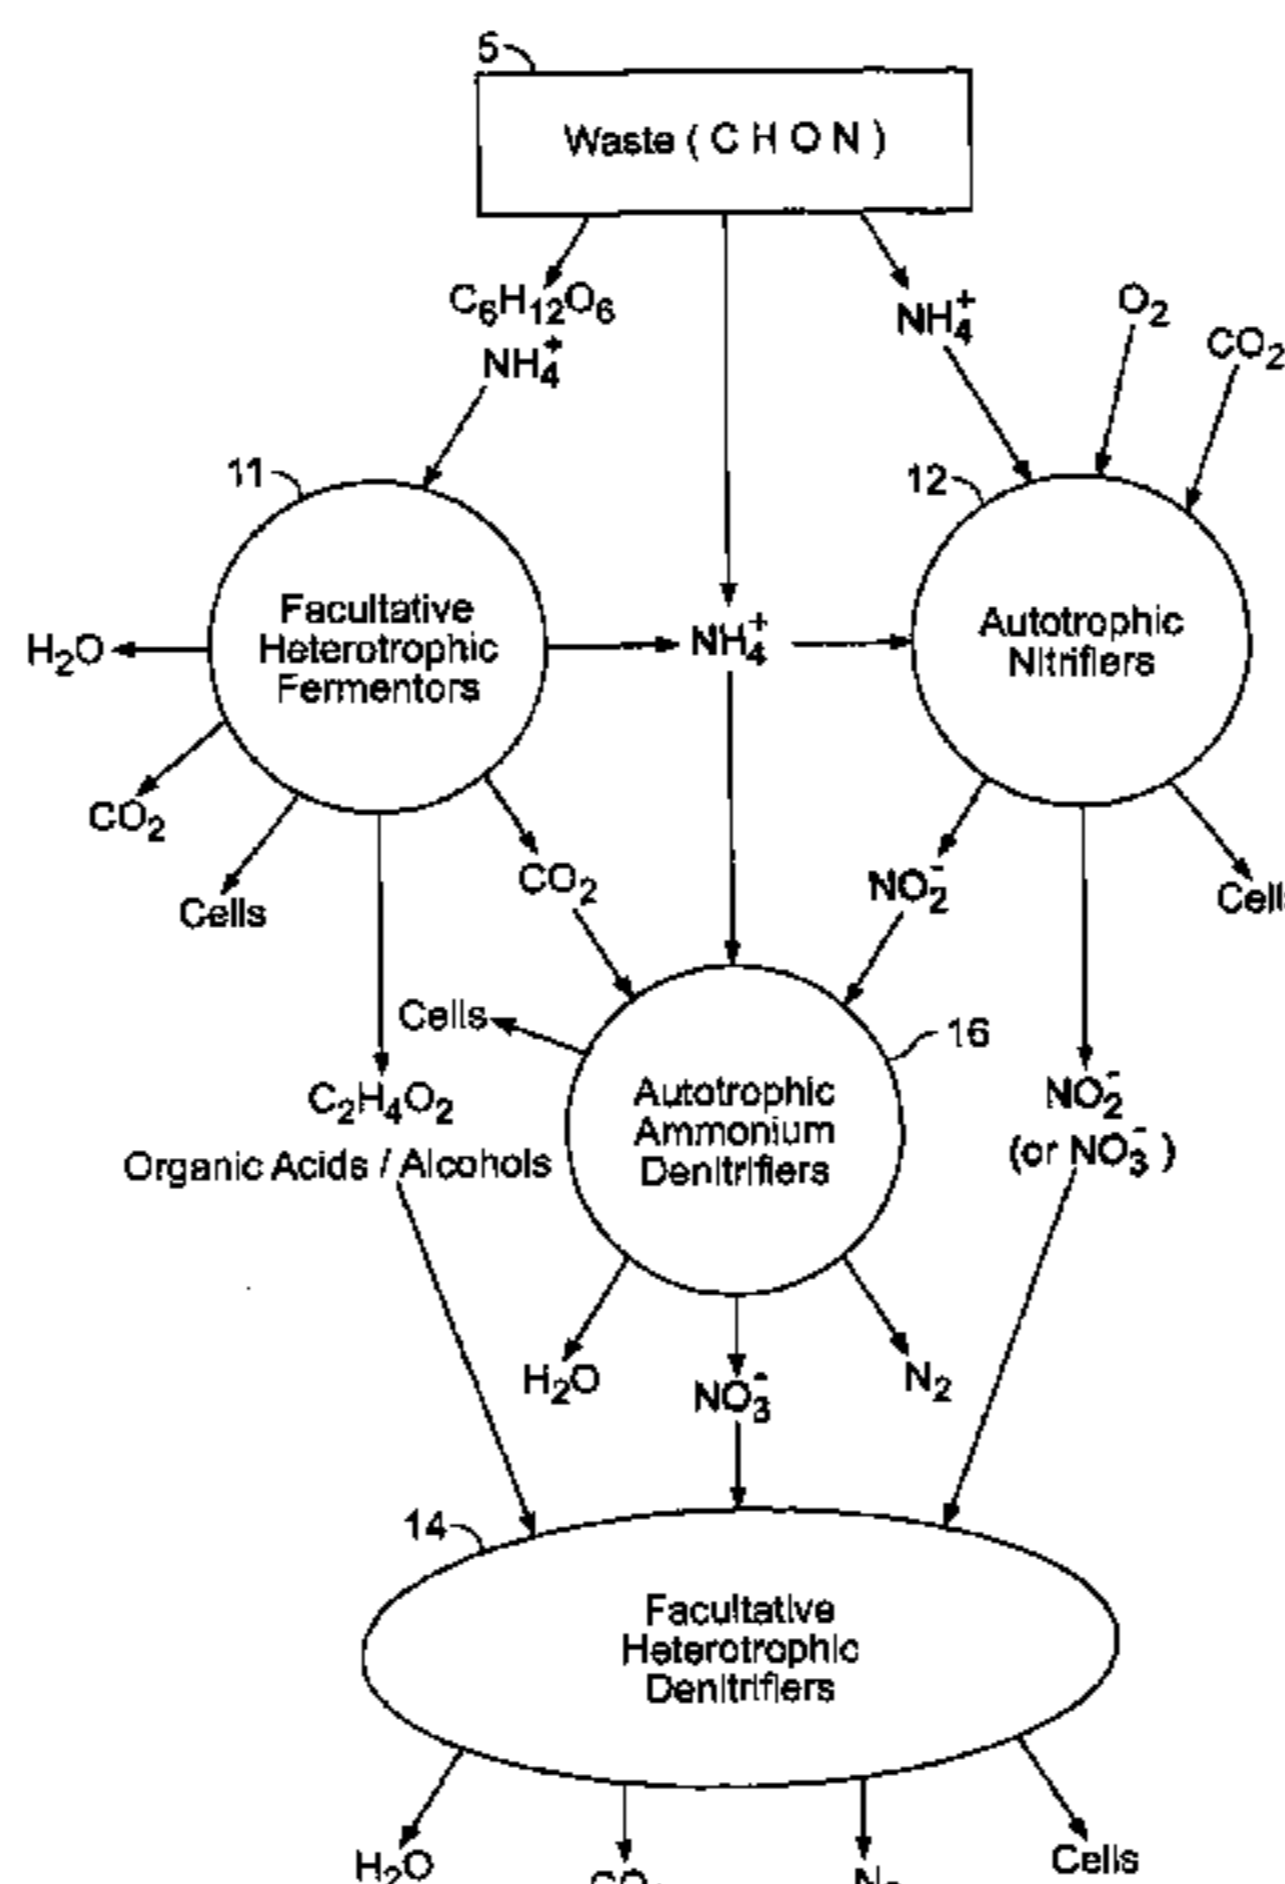 5
Waste ( C H O N )
C₆H₁₂O₆
NH₄⁺
NH₄⁺
O₂
CO₂
11
12
Facultative
Heterotrophic
Fermentors
H₂O
NH₄⁺
Autotrophic
Nitrifiers
CO₂
Cells
CO₂
NO₂⁻
Cells
Cells
16
C₂H₄O₂
Organic Acids / Alcohols
Autotrophic
Ammonium
Denitrifiers
NO₂⁻
(or NO₃⁻)
H₂O
NO₃⁻
N₂
14
Facultative
Heterotrophic
Denitrifiers
H₂O
CO₂
N₂
Cells